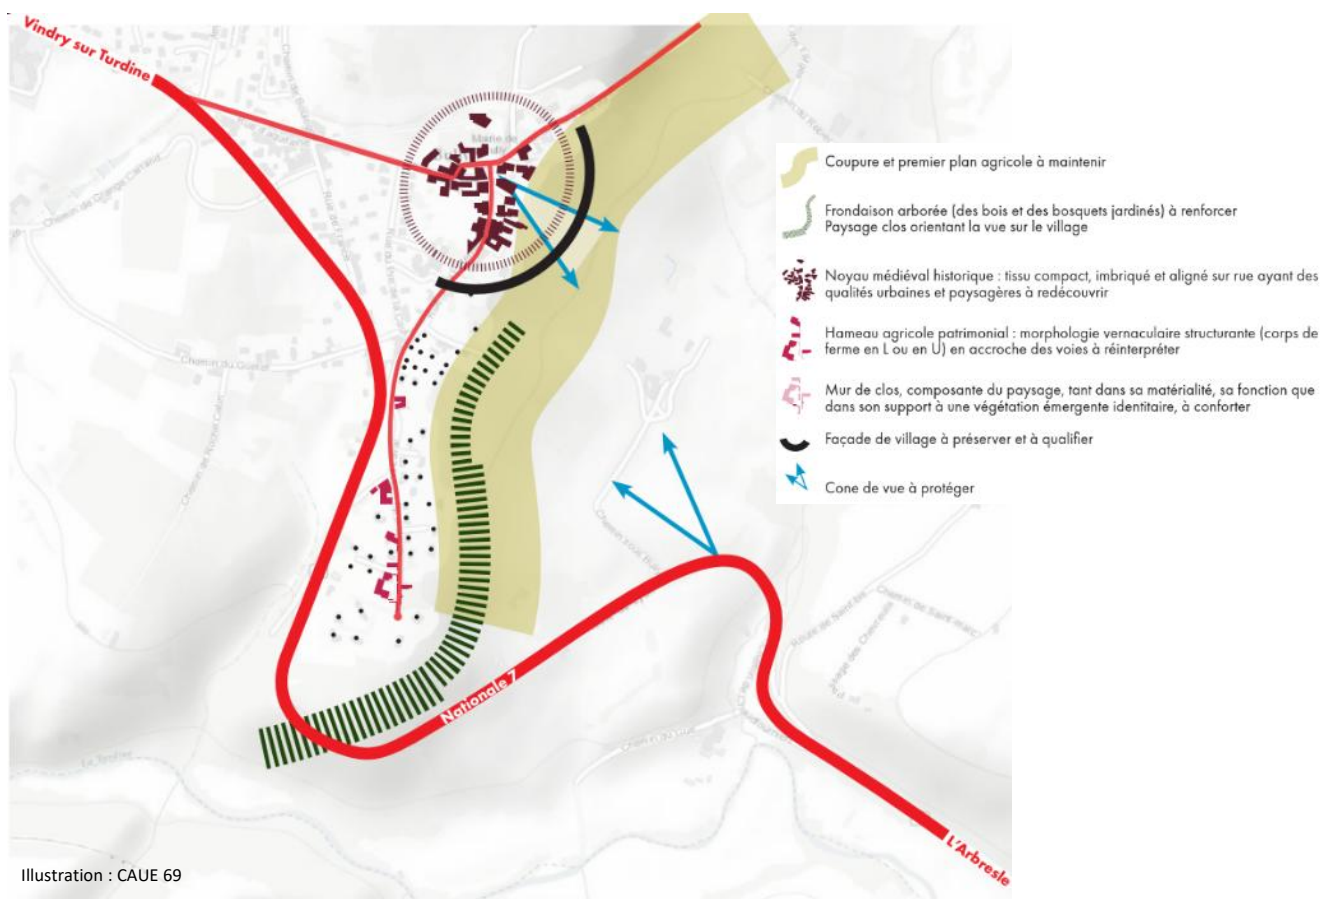 Vindry sur Turdine
Mairie de
Coupure et premier plan agricole à maintenir
Frondaison arborée (des bois et des bosquets jardinés) à renforcer
Paysage clos orientant la vue sur le village
Noyau médiéval historique : tissu compact, imbriqué et aligné sur rue ayant des
qualités urbaines et paysagères à redécouvrir
Hameau agricole patrimonial : morphologie vernaculaire structurante (corps de
ferme en L ou en U) en accroche des voies à réinterpréter
Mur de clos, composante du paysage, tant dans sa matérialité, sa fonction que
dans son support à une végétation émergente identitaire, à conforter
Façade de village à préserver et à qualifier
Cone de vue à protéger
Nationale 7
L'Arbresle
Illustration : CAUE 69